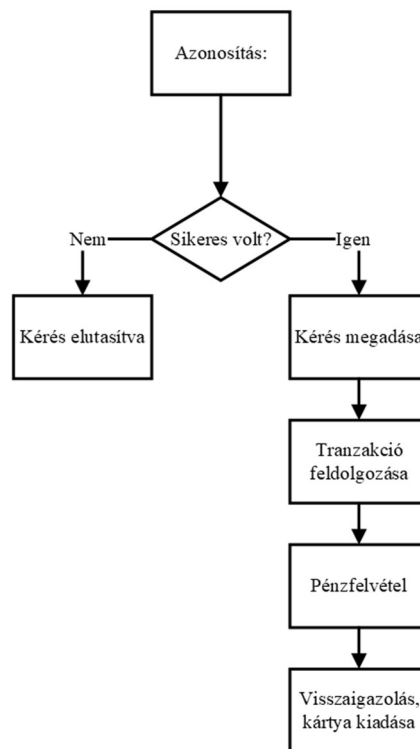 Azonosítás:
Sikeres volt?
Nem
Igen
Kérés elutasítva
Kérés megadása
Tranzakció
feldolgozása
Pénzfelvétel
Visszaigazolás,
kártya kiadása